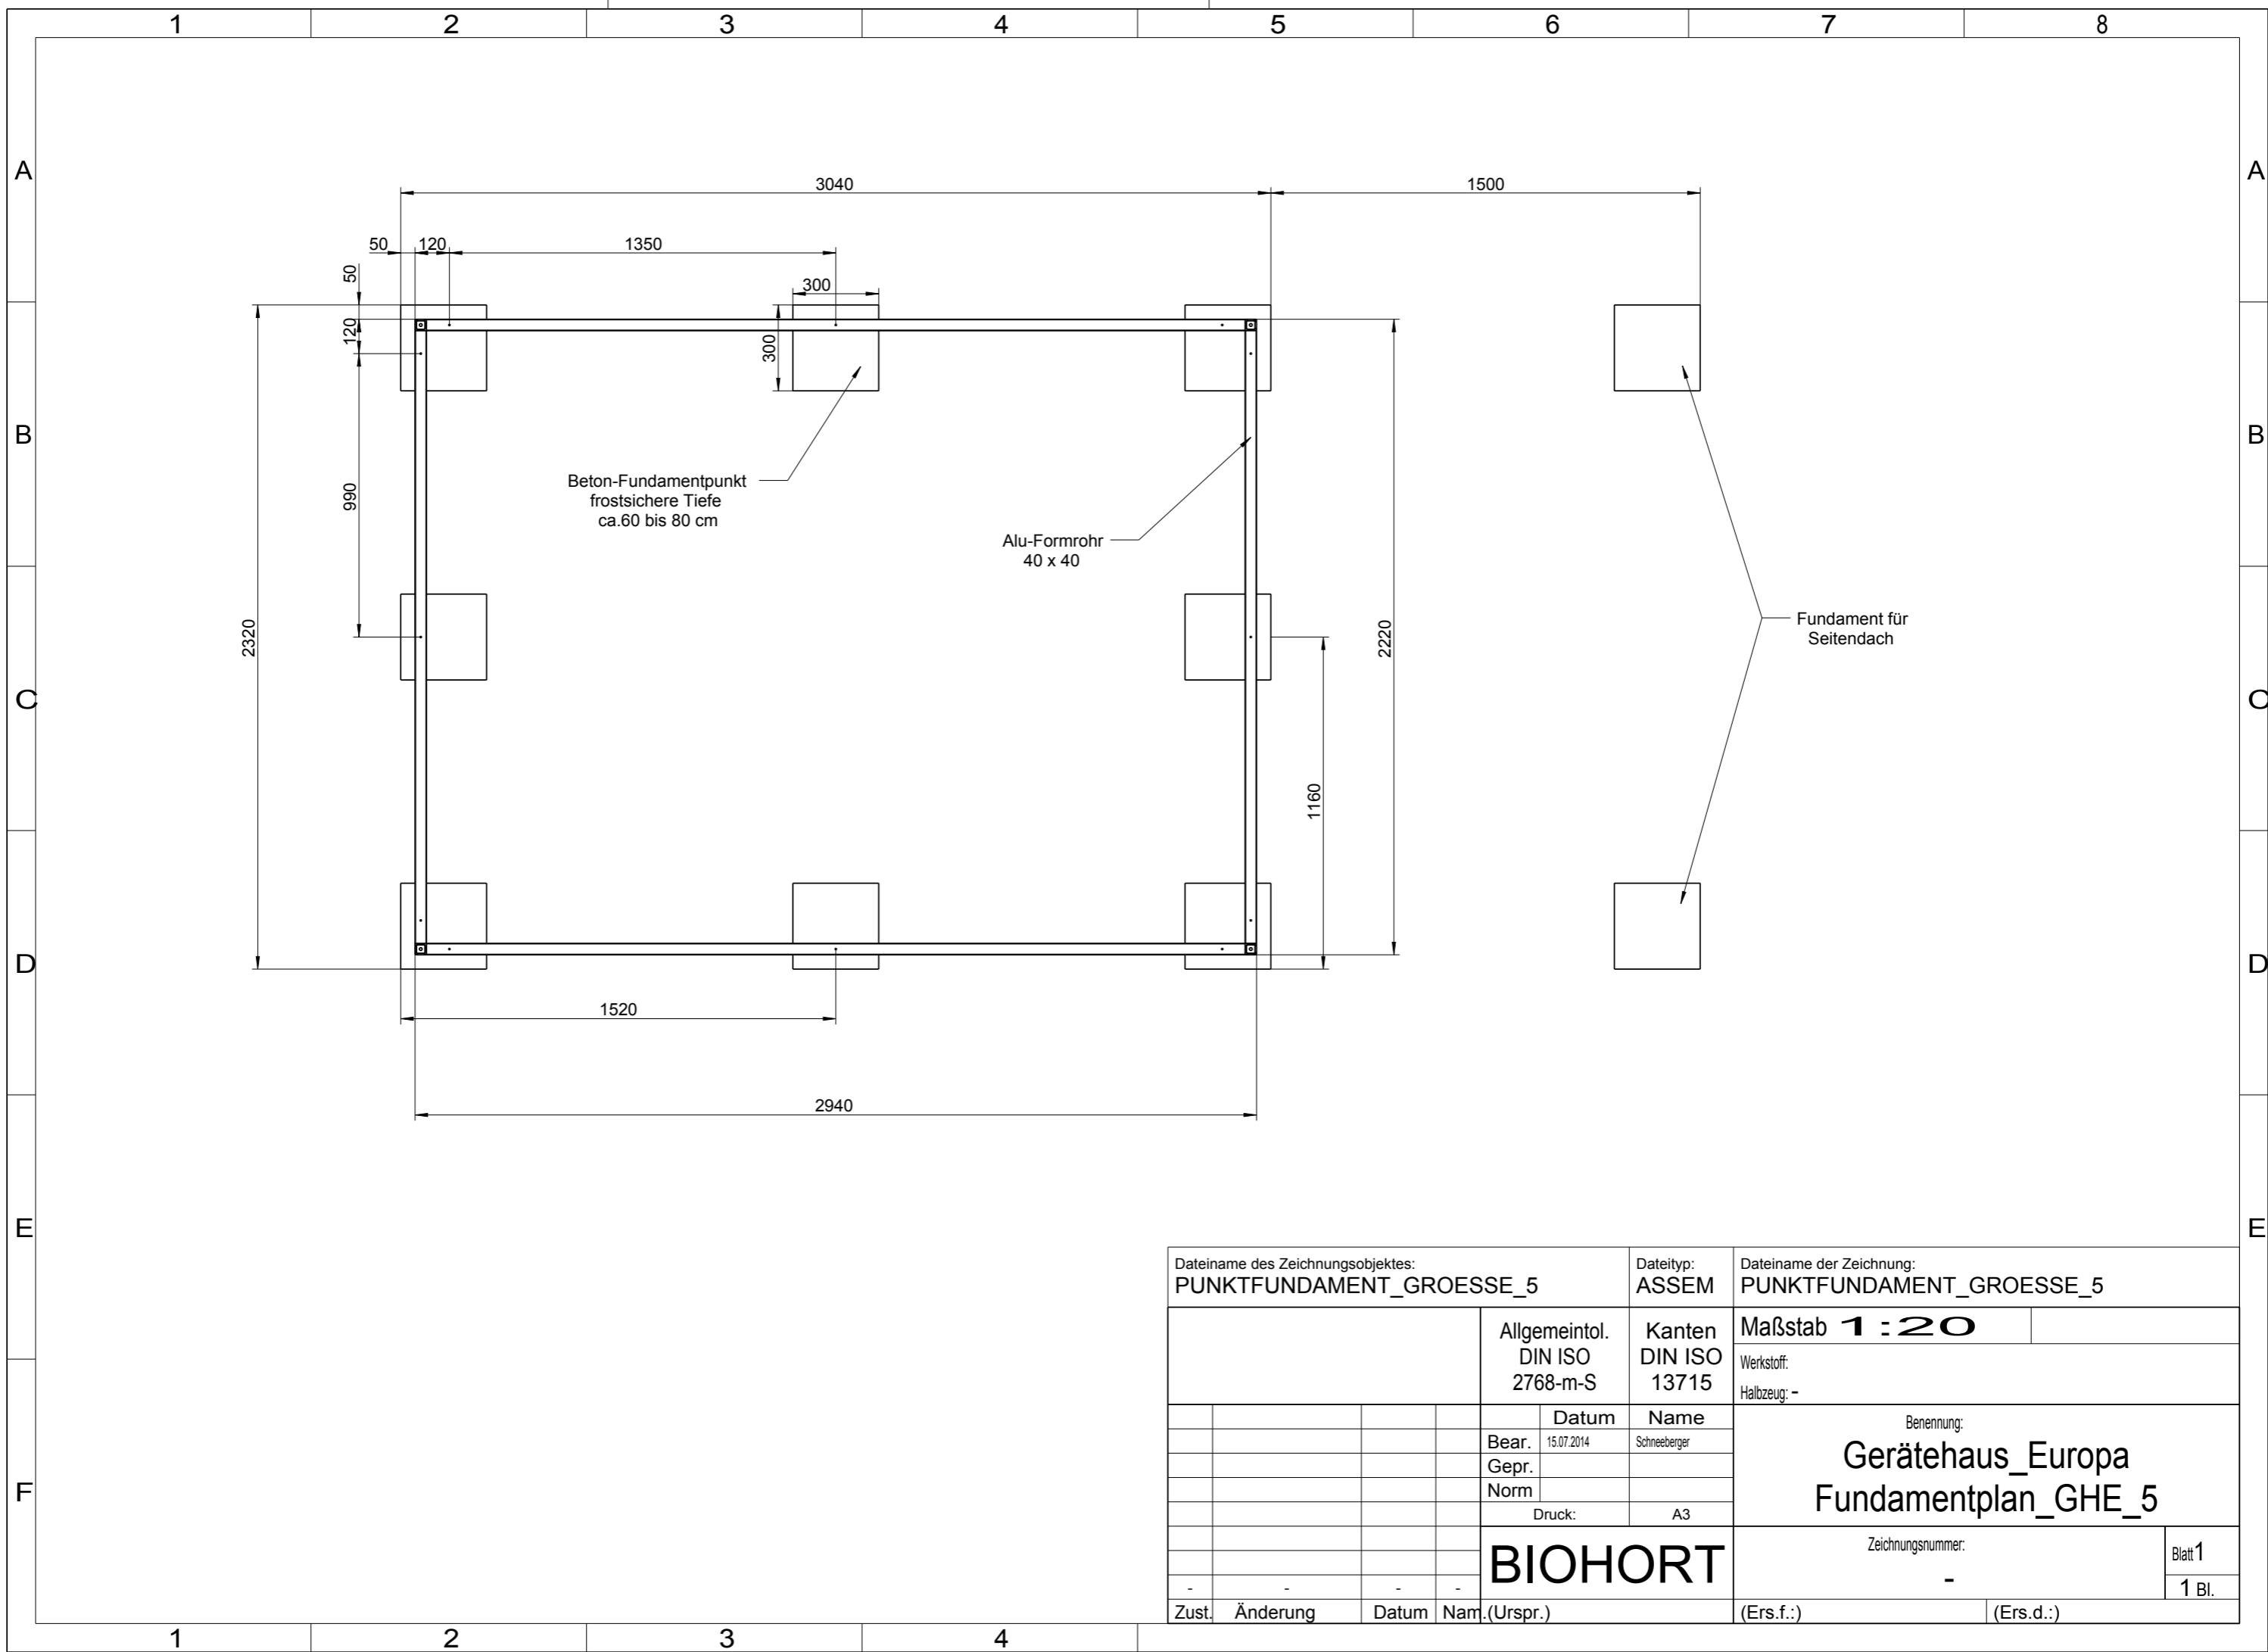 1 2 3 4 5 6 7 8
A A
3040 1500
50 120 1350
50
300
120
300
B B
990
Beton-Fundamentpunkt
frostsichere Tiefe
ca.60 bis 80 cm
Alu-Formrohr
40 x 40
2320
2220
Fundament für
Seitendach
C C
1160
D D
1520
2940
E E
Dateiname des Zeichnungsobjektes:
PUNKTFUNDAMENT_GROESSE_5
Dateityp:
ASSEM
Dateiname der Zeichnung:
PUNKTFUNDAMENT_GROESSE_5
Allgemeintol.
DIN ISO
2768-m-S
Kanten
DIN ISO
13715
Maßstab 1:20
Werkstoff:
Halbzeug: -
Datum Name
Bear. 15.07.2014 Schneeberger
Gepr.
Norm
Druck: A3
Benennung:
Gerätehaus_Europa
Fundamentplan_GHE_5
F
BIOHORT
Zeichnungsnummer:
-
Blatt 1
1 Bl.
- - - -
Zust. Änderung Datum Nam. (Urspr.) (Ers.f.:) (Ers.d.:)
1 2 3 4